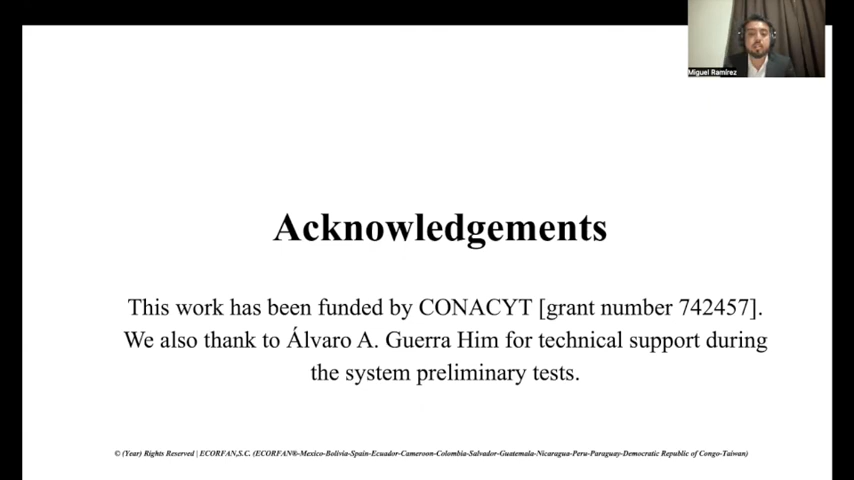 Miguel Ramírez
Acknowledgements
This work has been funded by CONACYT [grant number 742457].
We also thank to Álvaro A. Guerra Him for technical support during
the system preliminary tests.
© (Year) Rights Reserved | ECORFAN,S.C. (ECORFAN®-Mexico-Bolivia-Spain-Ecuador-Cameroon-Colombia-Salvador-Guatemala-Nicaragua-Peru-Paraguay-Democratic Republic of Congo-Taiwan)